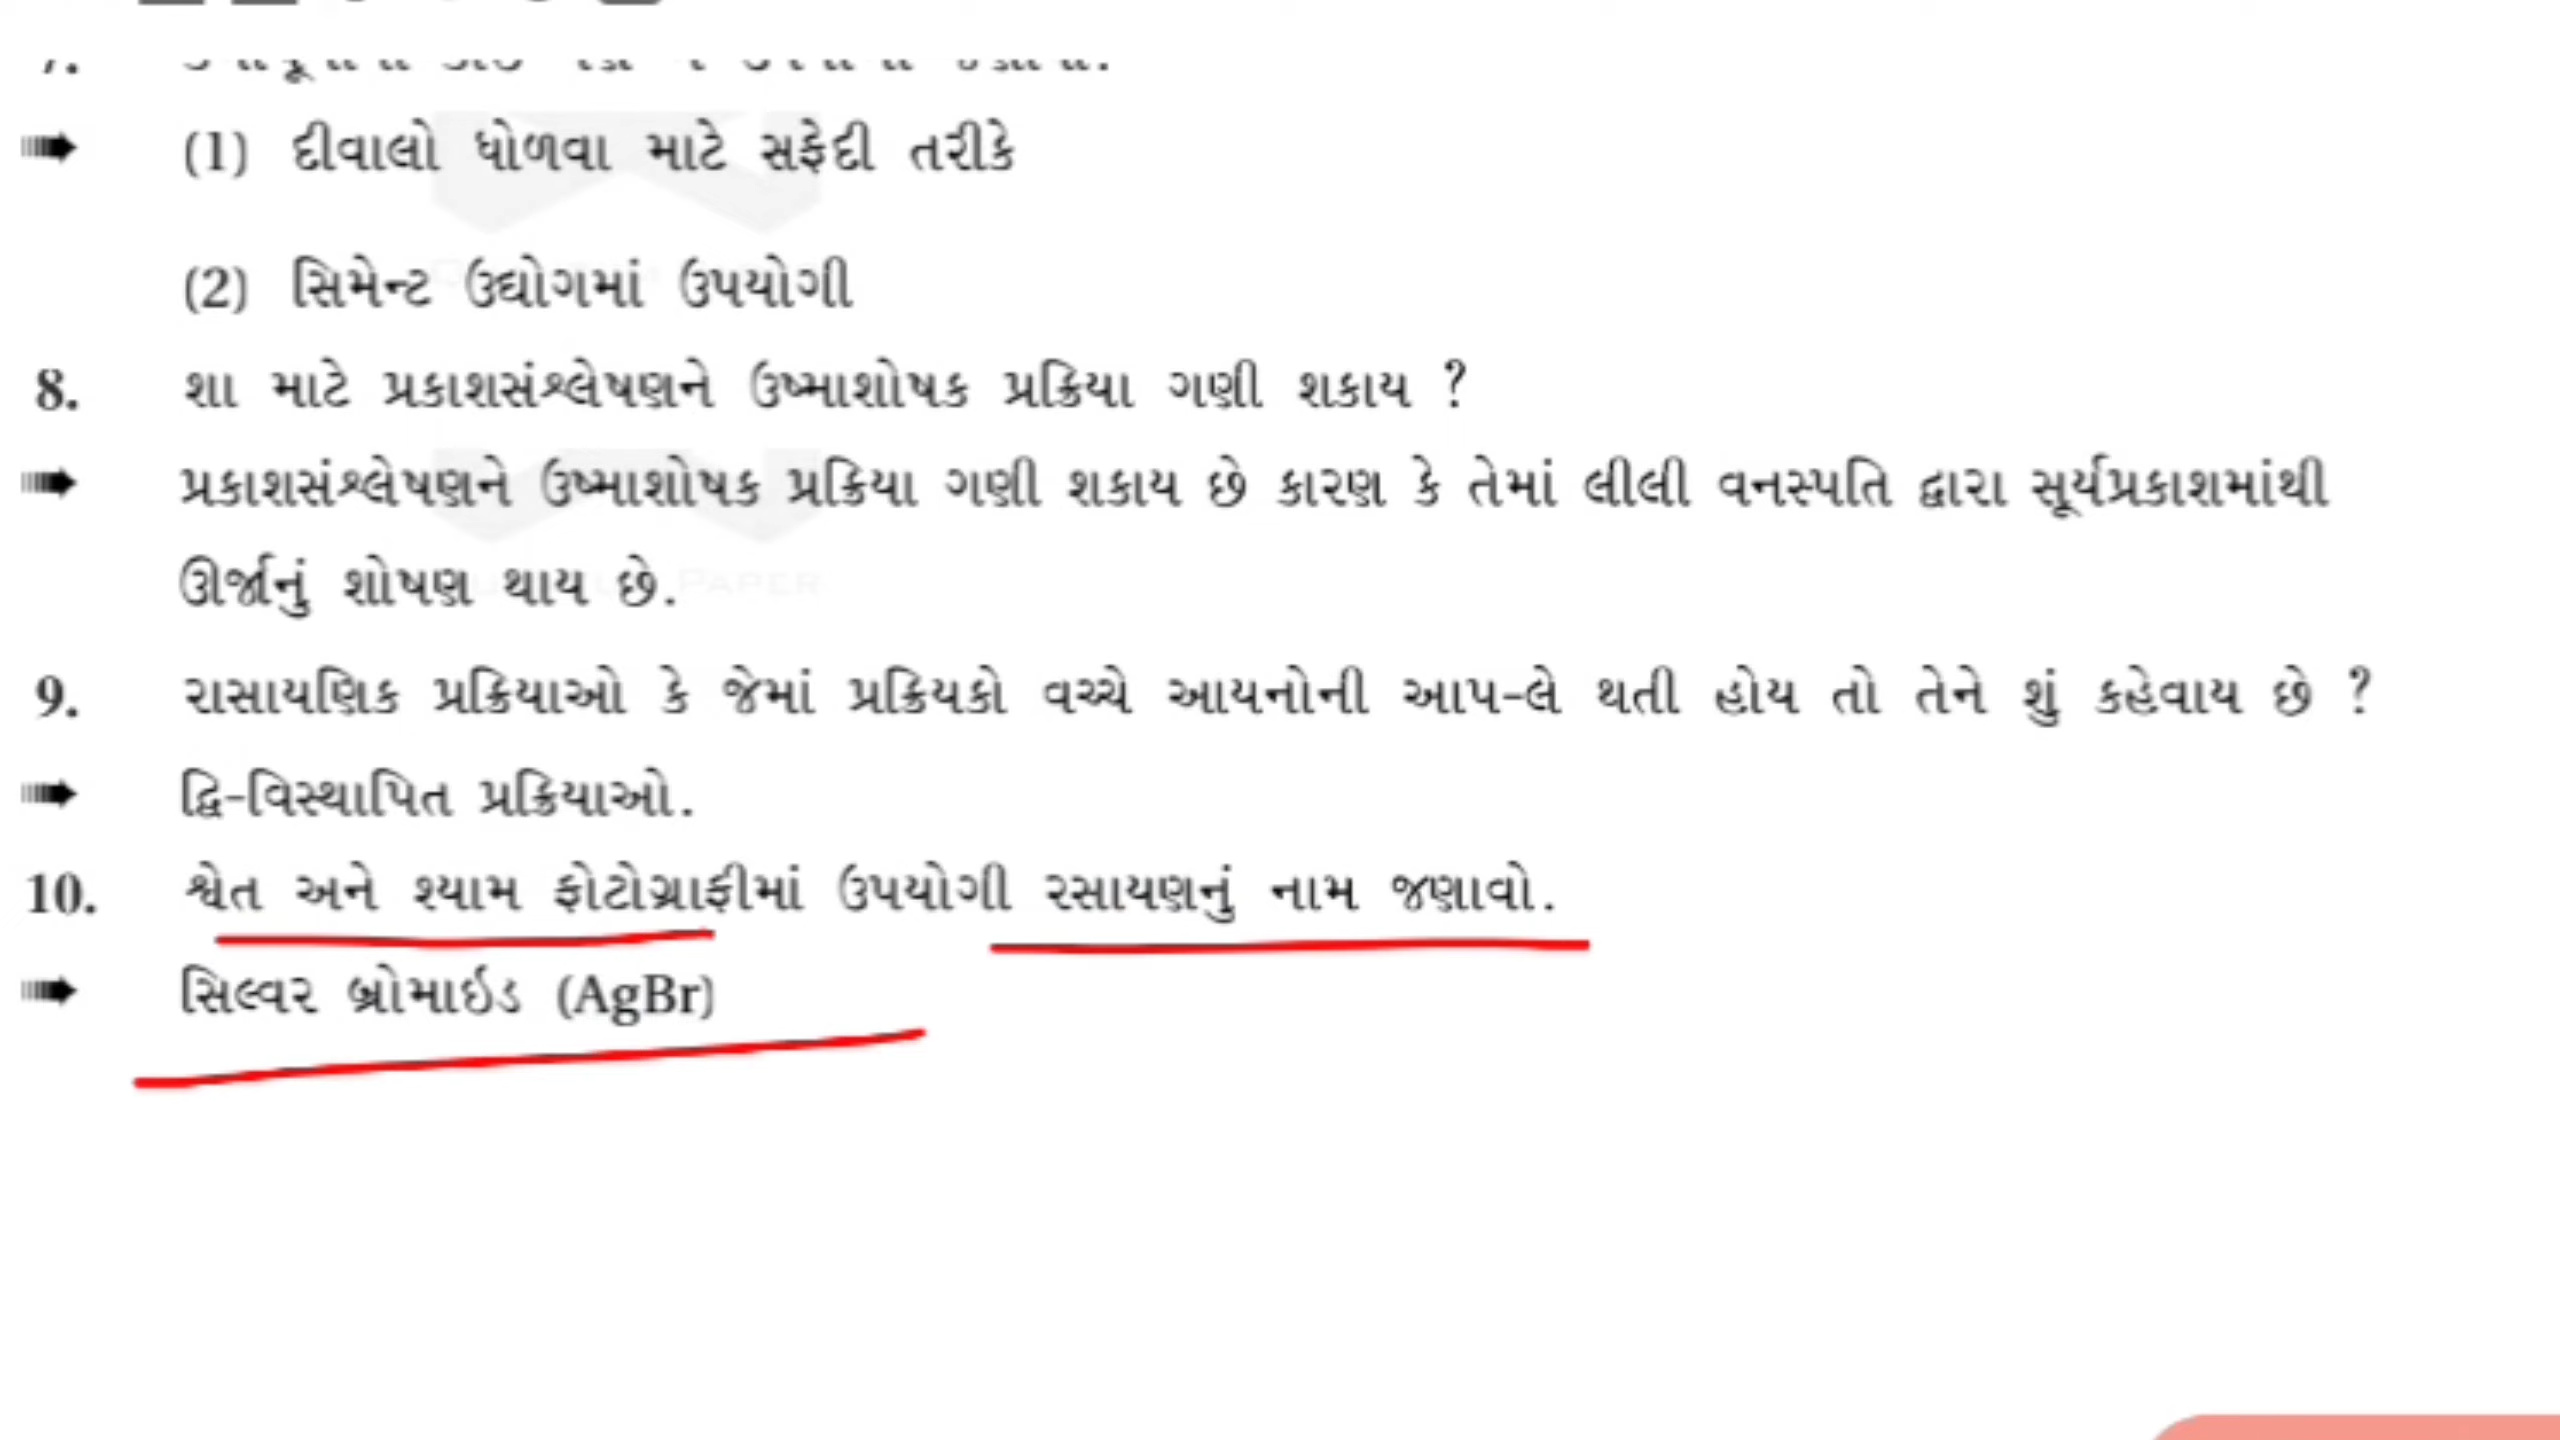 (1) દીવાલો ધોળવા માટે સફેદી તરીકે
(2) સિમેન્ટ ઉદ્યોગમાં ઉપયોગી
8. શા માટે પ્રકાશસંશ્લેષણને ઉષ્માશોષક પ્રક્રિયા ગણી શકાય ?
પ્રકાશસંશ્લેષણને ઉષ્માશોષક પ્રક્રિયા ગણી શકાય છે કારણ કે તેમાં લીલી વનસ્પતિ દ્વારા સૂર્યપ્રકાશમાંથી
ઊર્જાનું શોષણ થાય છે.
PAPER
9. રાસાયણિક પ્રક્રિયાઓ કે જેમાં પ્રક્રિયકો વચ્ચે આયનોની આપ-લે થતી હોય તો તેને શું કહેવાય છે ?
દ્વિ-વિસ્થાપિત પ્રક્રિયાઓ.
10. શ્વેત અને શ્યામ ફોટોગ્રાફીમાં ઉપયોગી રસાયણનું નામ જણાવો.
સિલ્વર બ્રોમાઇડ (AgBr)